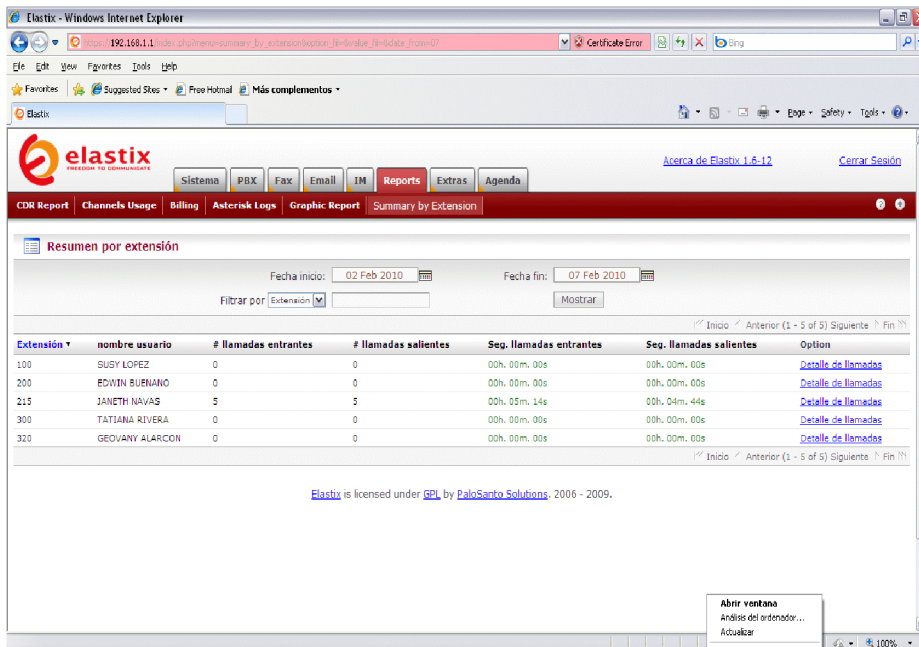 Elastix - Windows Internet Explorer
https://192.168.1.1/index.php?menu=summary_by_extension&option_fil=&value_fil=&date_from=07
Certificate Error
Bing
File Edit View Favorites Tools Help
Favorites Suggested Sites Free Hotmail Más complementos
Elastix
Page Safety Tools
elastix
FREEDOM TO COMMUNICATE
Acerca de Elastix 1.6-12 Cerrar Sesión
Sistema PBX Fax Email IM Reports Extras Agenda
CDR Report Channels Usage Billing Asterisk Logs Graphic Report Summary by Extension
Resumen por extensión
Fecha inicio: 02 Feb 2010 Fecha fin: 07 Feb 2010
Filtrar por Extensión Mostrar
Inicio Anterior (1 - 5 of 5) Siguiente Fin
Extensión nombre usuario # llamadas entrantes # llamadas salientes Seg. llamadas entrantes Seg. llamadas salientes Option
100 SUSY LOPEZ 0 0 00h. 00m. 00s 00h. 00m. 00s Detalle de llamadas
200 EDWIN BUENANO 0 0 00h. 00m. 00s 00h. 00m. 00s Detalle de llamadas
215 JANETH NAVAS 5 5 00h. 05m. 14s 00h. 04m. 44s Detalle de llamadas
300 TATIANA RIVERA 0 0 00h. 00m. 00s 00h. 00m. 00s Detalle de llamadas
320 GEOVANY ALARCON 0 0 00h. 00m. 00s 00h. 00m. 00s Detalle de llamadas
Inicio Anterior (1 - 5 of 5) Siguiente Fin
Elastix is licensed under GPL by PaloSanto Solutions. 2006 - 2009.
Abrir ventana
Análisis del ordenador...
Actualizar
100%